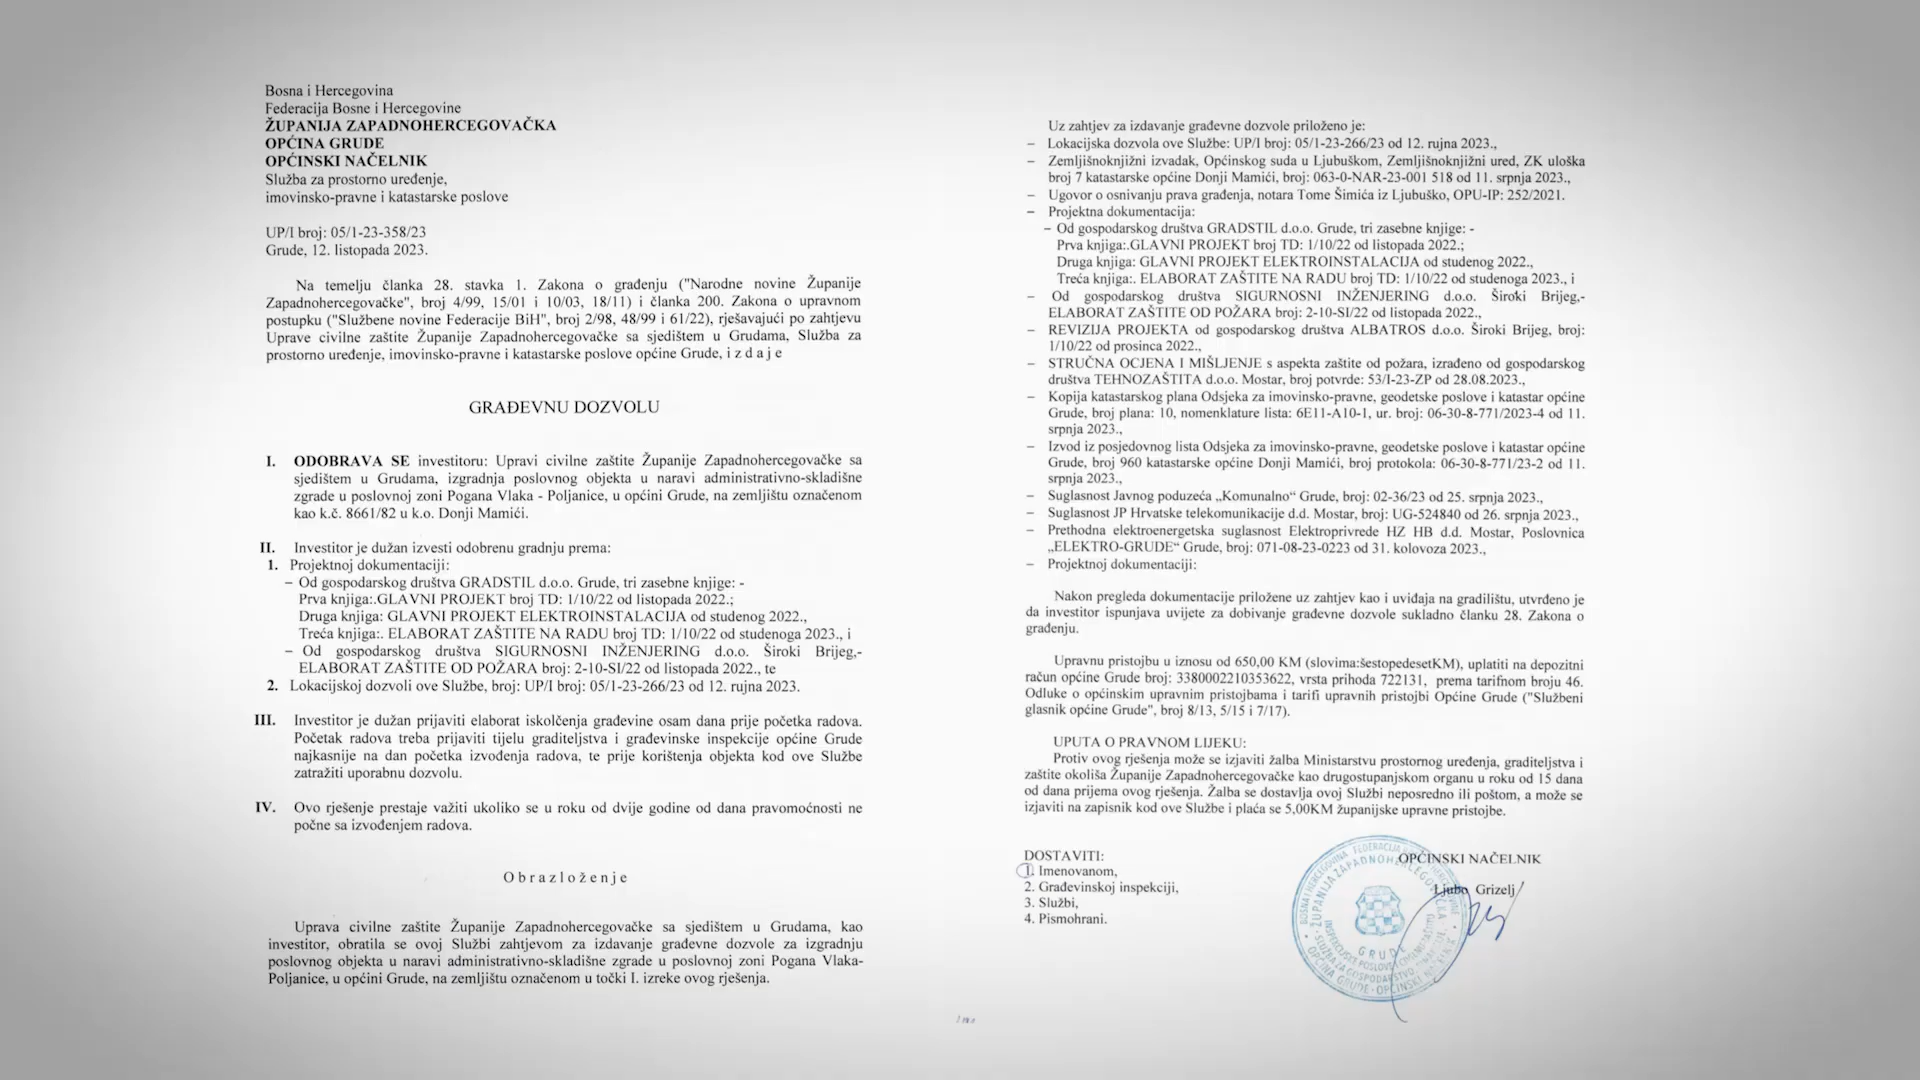 Bosna i Hercegovina
Federacija Bosne i Hercegovine
ŽUPANIJA ZAPADNOHERCEGOVAČKA
OPĆINA GRUDE
OPĆINSKI NAČELNIK
Služba za prostorno uređenje,
imovinsko-pravne i katastarske poslove
UP/I broj: 05/1-23-358/23
Grude, 12. listopada 2023.
Na temelju članka 28. stavka 1. Zakona o građenju ("Narodne novine Županije
Zapadnohercegovačke", broj 4/99, 15/01 i 10/03, 18/11) i članka 200. Zakona o upravnom
postupku ("Službene novine Federacije BiH", broj 2/98, 48/99 i 61/22), rješavajući po zahtjevu
Uprave civilne zaštite Županije Zapadnohercegovačke sa sjedištem u Grudama, Služba za
prostorno uređenje, imovinsko-pravne i katastarske poslove općine Grude, i z d a j e
GRAĐEVNU DOZVOLU
I. ODOBRAVA SE investitoru: Upravi civilne zaštite Županije Zapadnohercegovačke sa
sjedištem u Grudama, izgradnja poslovnog objekta u naravi administrativno-skladišne
zgrade u poslovnoj zoni Pogana Vlaka - Poljanice, u općini Grude, na zemljištu označenom
kao k.č. 8661/82 u k.o. Donji Mamići.
II. Investitor je dužan izvesti odobrenu gradnju prema:
1. Projektnoj dokumentaciji:
– Od gospodarskog društva GRADSTIL d.o.o. Grude, tri zasebne knjige: -
Prva knjiga:.GLAVNI PROJEKT broj TD: 1/10/22 od listopada 2022.;
Druga knjiga: GLAVNI PROJEKT ELEKTROINSTALACIJA od studenog 2022.,
Treća knjiga:. ELABORAT ZAŠTITE NA RADU broj TD: 1/10/22 od studenoga 2023., i
– Od gospodarskog društva SIGURNOSNI INŽENJERING d.o.o. Široki Brijeg,-
ELABORAT ZAŠTITE OD POŽARA broj: 2-10-SI/22 od listopada 2022., te
2. Lokacijskoj dozvoli ove Službe, broj: UP/I broj: 05/1-23-266/23 od 12. rujna 2023.
III. Investitor je dužan prijaviti elaborat iskolčenja građevine osam dana prije početka radova.
Početak radova treba prijaviti tijelu graditeljstva i građevinske inspekcije općine Grude
najkasnije na dan početka izvođenja radova, te prije korištenja objekta kod ove Službe
zatražiti uporabnu dozvolu.
IV. Ovo rješenje prestaje važiti ukoliko se u roku od dvije godine od dana pravomoćnosti ne
počne sa izvođenjem radova.
O b r a z l o ž e n j e
Uprava civilne zaštite Županije Zapadnohercegovačke sa sjedištem u Grudama, kao
investitor, obratila se ovoj Službi zahtjevom za izdavanje građevne dozvole za izgradnju
poslovnog objekta u naravi administrativno-skladišne zgrade u poslovnoj zoni Pogana Vlaka-
Poljanice, u općini Grude, na zemljištu označenom u točki I. izreke ovog rješenja.
Uz zahtjev za izdavanje građevne dozvole priloženo je:
– Lokacijska dozvola ove Službe: UP/I broj: 05/1-23-266/23 od 12. rujna 2023.,
– Zemljišnoknjižni izvadak, Općinskog suda u Ljubuškom, Zemljišnoknjižni ured, ZK uloška
broj 7 katastarske općine Donji Mamići, broj: 063-0-NAR-23-001 518 od 11. srpnja 2023.,
– Ugovor o osnivanju prava građenja, notara Tome Šimića iz Ljubuško, OPU-IP: 252/2021.
– Projektna dokumentacija:
– Od gospodarskog društva GRADSTIL d.o.o. Grude, tri zasebne knjige: -
Prva knjiga:.GLAVNI PROJEKT broj TD: 1/10/22 od listopada 2022.;
Druga knjiga: GLAVNI PROJEKT ELEKTROINSTALACIJA od studenog 2022.,
Treća knjiga:. ELABORAT ZAŠTITE NA RADU broj TD: 1/10/22 od studenoga 2023., i
– Od gospodarskog društva SIGURNOSNI INŽENJERING d.o.o. Široki Brijeg,-
ELABORAT ZAŠTITE OD POŽARA broj: 2-10-SI/22 od listopada 2022.,
– REVIZIJA PROJEKTA od gospodarskog društva ALBATROS d.o.o. Široki Brijeg, broj:
1/10/22 od prosinca 2022.,
– STRUČNA OCJENA I MIŠLJENJE s aspekta zaštite od požara, izrađeno od gospodarskog
društva TEHNOZAŠTITA d.o.o. Mostar, broj potvrde: 53/I-23-ZP od 28.08.2023.,
– Kopija katastarskog plana Odsjeka za imovinsko-pravne, geodetske poslove i katastar općine
Grude, broj plana: 10, nomenklature lista: 6E11-A10-1, ur. broj: 06-30-8-771/2023-4 od 11.
srpnja 2023.,
– Izvod iz posjedovnog lista Odsjeka za imovinsko-pravne, geodetske poslove i katastar općine
Grude, broj 960 katastarske općine Donji Mamići, broj protokola: 06-30-8-771/23-2 od 11.
srpnja 2023.,
– Suglasnost Javnog poduzeća „Komunalno“ Grude, broj: 02-36/23 od 25. srpnja 2023.,
– Suglasnost JP Hrvatske telekomunikacije d.d. Mostar, broj: UG-524840 od 26. srpnja 2023.,
– Prethodna elektroenergetska suglasnost Elektroprivrede HZ HB d.d. Mostar, Poslovnica
„ELEKTRO-GRUDE“ Grude, broj: 071-08-23-0223 od 31. kolovoza 2023.,
– Projektnoj dokumentaciji:
Nakon pregleda dokumentacije priložene uz zahtjev kao i uviđaja na gradilištu, utvrđeno je
da investitor ispunjava uvijete za dobivanje građevne dozvole sukladno članku 28. Zakona o
građenju.
Upravnu pristojbu u iznosu od 650,00 KM (slovima:šestopedesetKM), uplatiti na depozitni
račun općine Grude broj: 3380002210353622, vrsta prihoda 722131, prema tarifnom broju 46.
Odluke o općinskim upravnim pristojbama i tarifi upravnih pristojbi Općine Grude ("Službeni
glasnik općine Grude", broj 8/13, 5/15 i 7/17).
UPUTA O PRAVNOM LIJEKU:
Protiv ovog rješenja može se izjaviti žalba Ministarstvu prostornog uređenja, graditeljstva i
zaštite okoliša Županije Zapadnohercegovačke kao drugostupanjskom organu u roku od 15 dana
od dana prijema ovog rješenja. Žalba se dostavlja ovoj Službi neposredno ili poštom, a može se
izjaviti na zapisnik kod ove Službe i plaća se 5,00KM županijske upravne pristojbe.
DOSTAVITI:
1. Imenovanom,
2. Građevinskoj inspekciji,
3. Službi,
4. Pismohrani.
OPĆINSKI NAČELNIK
Ljubo Grizelj
BOSNA I HERCEGOVINA FEDERACIJA
ŽUPANIJA ZAPADNOHERCEGOVAČKA
OPĆINA GRUDE - OPĆINSKI
GRUDE